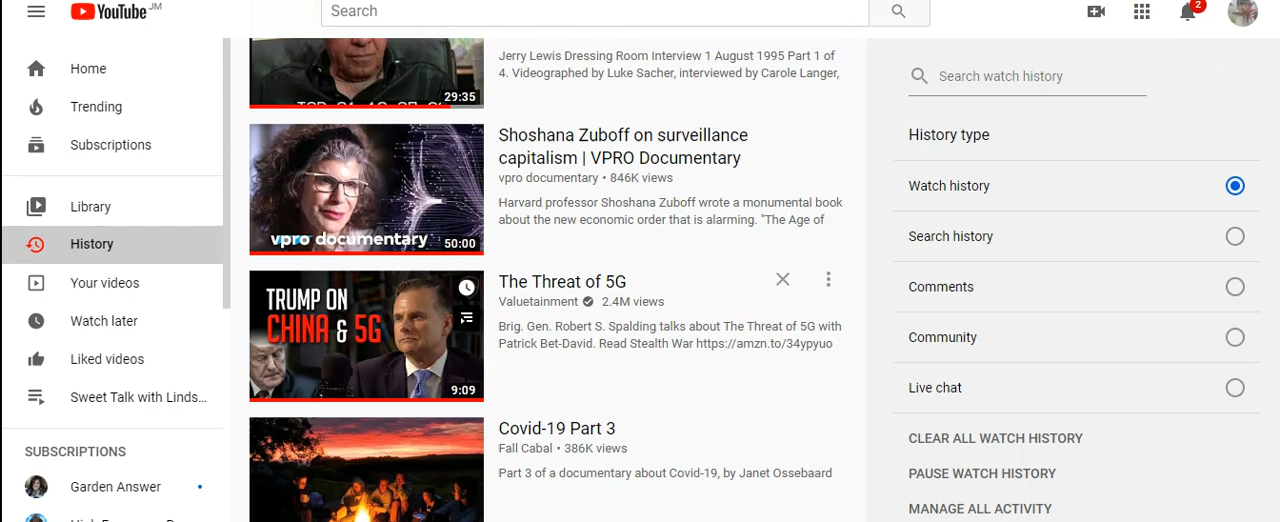 YouTube JM
Search
2
Home
Trending
Subscriptions
Library
History
Your videos
Watch later
Liked videos
Sweet Talk with Linds...
SUBSCRIPTIONS
Garden Answer
29:35
Jerry Lewis Dressing Room Interview 1 August 1995 Part 1 of
4. Videographed by Luke Sacher, interviewed by Carole Langer,
vpro documentary
50:00
Shoshana Zuboff on surveillance
capitalism | VPRO Documentary
vpro documentary • 846K views
Harvard professor Shoshana Zuboff wrote a monumental book
about the new economic order that is alarming. "The Age of
TRUMP ON
CHINA & 5G
9:09
The Threat of 5G
Valuetainment 2.4M views
Brig. Gen. Robert S. Spalding talks about The Threat of 5G with
Patrick Bet-David. Read Stealth War https://amzn.to/34ypyuo
Covid-19 Part 3
Fall Cabal • 386K views
Part 3 of a documentary about Covid-19, by Janet Ossebaard
Search watch history
History type
Watch history
Search history
Comments
Community
Live chat
CLEAR ALL WATCH HISTORY
PAUSE WATCH HISTORY
MANAGE ALL ACTIVITY